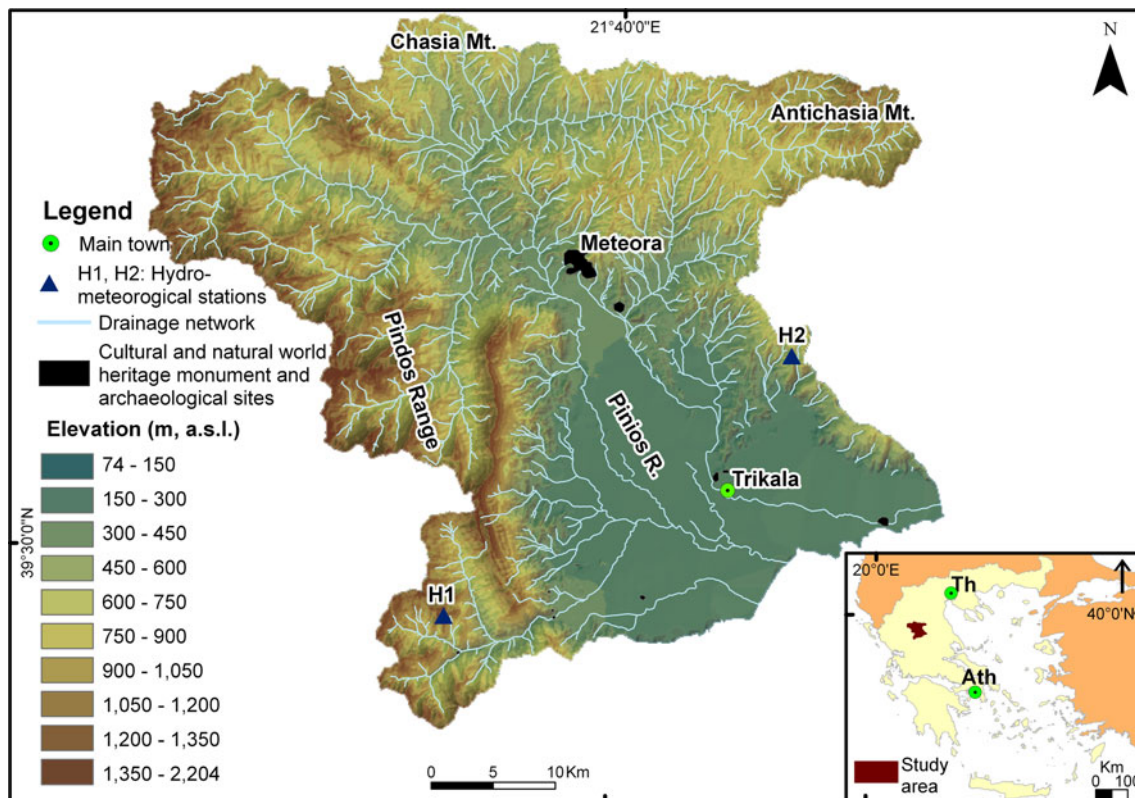 21°40'0"E
N
Chasia Mt.
Antichasia Mt.
Legend
Main town
H1, H2: Hydro-
meteorogical stations
Drainage network
Cultural and natural world
heritage monument and
archaeological sites
Meteora
H2
Pindos Range
Pinios R.
Trikala
H1
39°30'0"N
Elevation (m, a.s.l.)
74 - 150
150 - 300
300 - 450
450 - 600
600 - 750
750 - 900
900 - 1,050
1,050 - 1,200
1,200 - 1,350
1,350 - 2,204
0 5 10 Km
20°0'E
Th
40°0'N
Ath
Study
area
Km
0 100